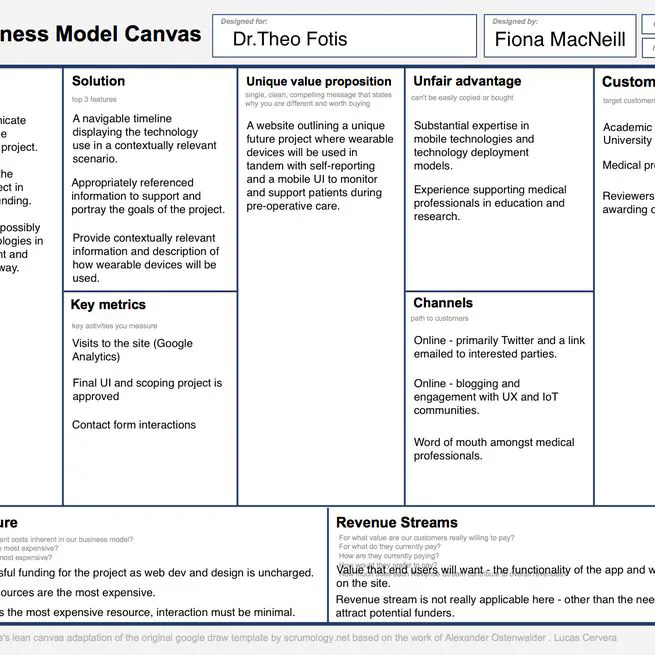 ness Model Canvas
Designed for:
Dr.Theo Fotis
Designed by:
Fiona MacNeill
icate
e
project.
the
ect in
nding.
possibly
ologies in
nt and
way.
Solution
top 3 features
A navigable timeline
displaying the technology
use in a contextually relevant
scenario.
Appropriately referenced
information to support and
portray the goals of the project.
Provide contextually relevant
information and description of
how wearable devices will be
used.
Key metrics
key activities you measure
Visits to the site (Google
Analytics)
Final UI and scoping project is
approved
Contact form interactions
Unique value proposition
single, clean, compelling message that states
why you are different and worth buying
A website outlining a unique
future project where wearable
devices will be used in
tandem with self-reporting
and a mobile UI to monitor
and support patients during
pre-operative care.
Unfair advantage
can't be easily copied or bought
Substantial expertise in
mobile technologies and
technology deployment
models.
Experience supporting medical
professionals in education and
research.
Channels
path to customers
Online - primarily Twitter and a link
emailed to interested parties.
Online - blogging and
engagement with UX and IoT
communities.
Word of mouth amongst medical
professionals.
Custom
target customer
Academic
University
Medical pr
Reviewers
awarding o
ure
ant costs inherent in our business model?
e most expensive?
most expensive?
sful funding for the project as web dev and design is uncharged.
ources are the most expensive.
s the most expensive resource, interaction must be minimal.
Revenue Streams
For what value are our customers really willing to pay?
For what do they currently pay?
How are they currently paying?
How would they prefer to pay?
Value that end users will want - the functionality of the app and w
on the site.
Revenue stream is not really applicable here - other than the nee
attract potential funders.
a's lean canvas adaptation of the original google draw template by scrumology.net based on the work of Alexander Ostenwalder . Lucas Cervera